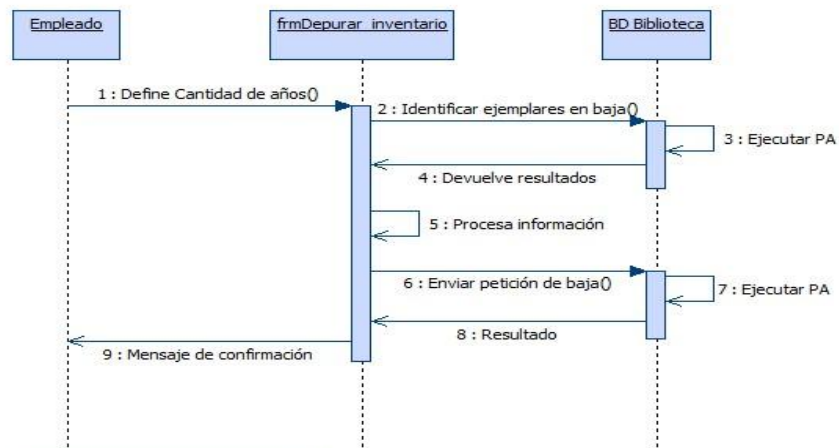 Empleado
frmDepurar_inventario
BD Biblioteca
1 : Define Cantidad de años()
2 : Identificar ejemplares en baja()
3 : Ejecutar PA
4 : Devuelve resultados
5 : Procesa información
6 : Enviar petición de baja()
7 : Ejecutar PA
8 : Resultado
9 : Mensaje de confirmación